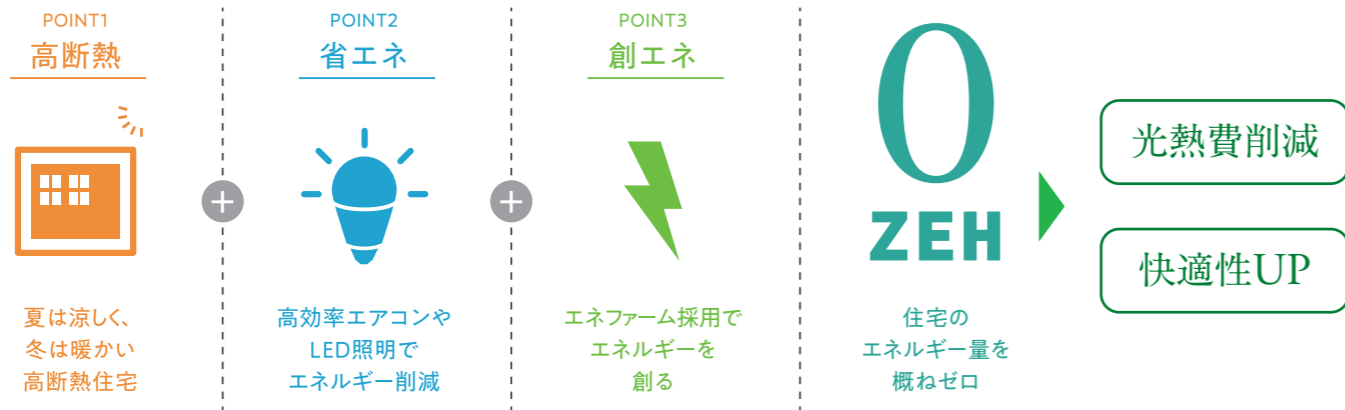 POINT1
高断熱
夏は涼しく、
冬は暖かい
高断熱住宅
POINT2
省エネ
高効率エアコンや
LED照明で
エネルギー削減
POINT3
創エネ
エネファーム採用で
エネルギーを
創る
0
ZEH
住宅の
エネルギー量を
概ねゼロ
光熱費削減
快適性UP